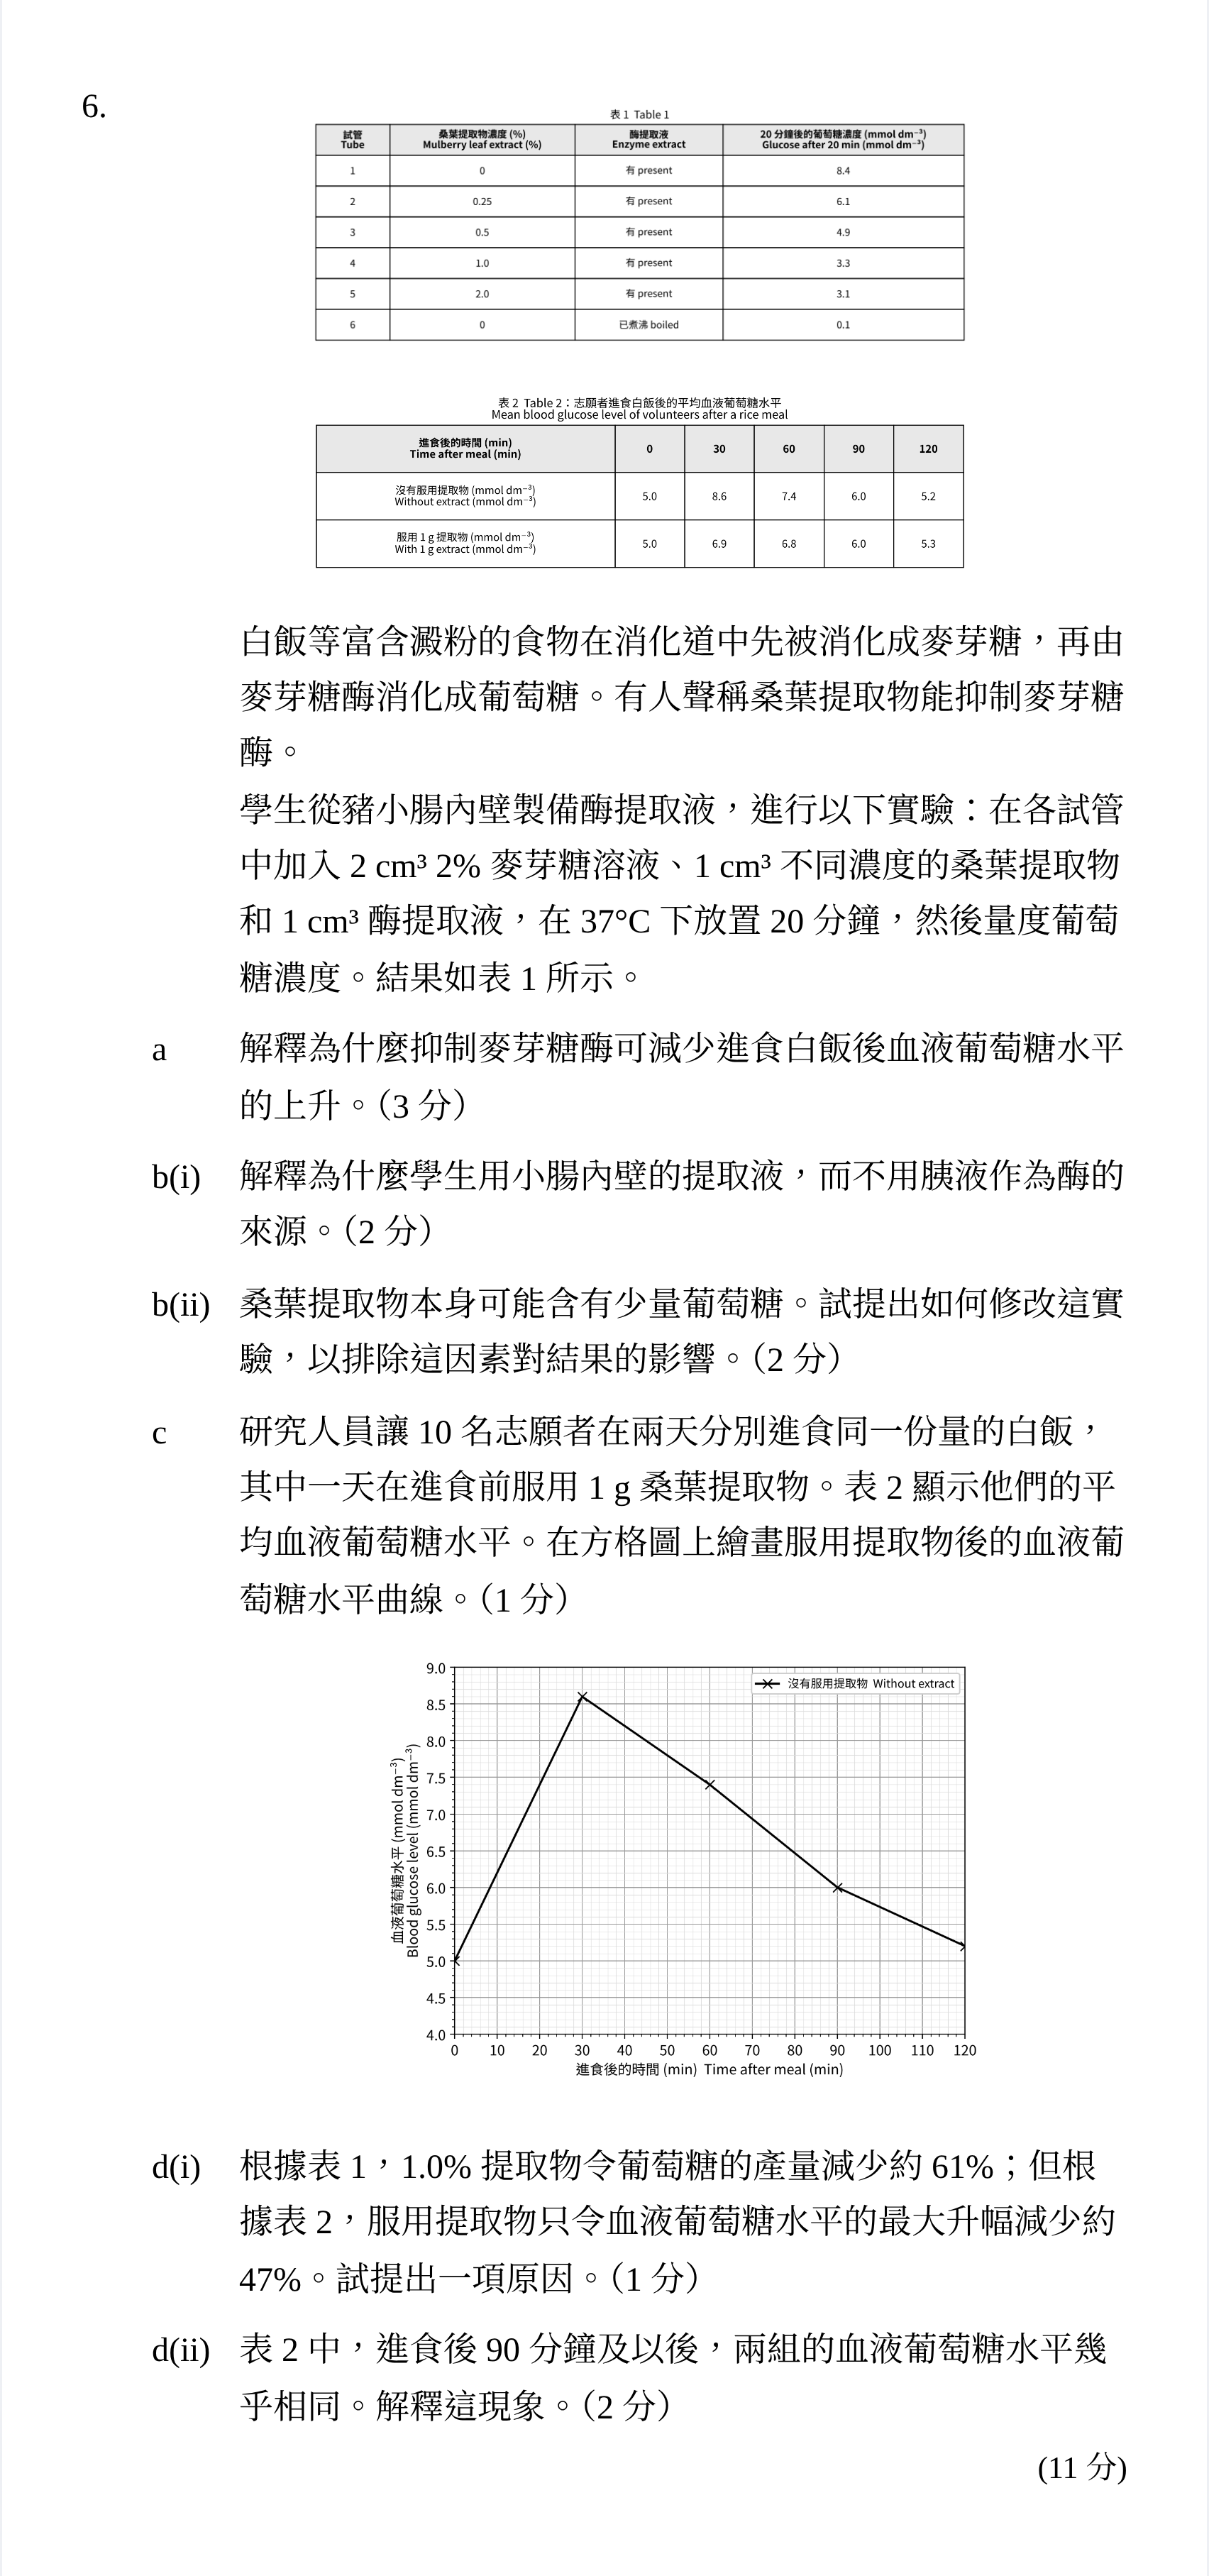 6.
表 1 Table 1
試管 桑葉提取物濃度 (%) 酶提取液 20 分鐘後的葡萄糖濃度 (mmol dm⁻³)
Tube Mulberry leaf extract (%) Enzyme extract Glucose after 20 min (mmol dm⁻³)
1 0 有 present 8.4
2 0.25 有 present 6.1
3 0.5 有 present 4.9
4 1.0 有 present 3.3
5 2.0 有 present 3.1
6 0 已煮沸 boiled 0.1
表 2 Table 2：志願者進食白飯後的平均血液葡萄糖水平
Mean blood glucose level of volunteers after a rice meal
進食後的時間 (min)
Time after meal (min) 0 30 60 90 120
沒有服用提取物 (mmol dm⁻³)
Without extract (mmol dm⁻³) 5.0 8.6 7.4 6.0 5.2
服用 1 g 提取物 (mmol dm⁻³)
With 1 g extract (mmol dm⁻³) 5.0 6.9 6.8 6.0 5.3
白飯等富含澱粉的食物在消化道中先被消化成麥芽糖，再由
麥芽糖酶消化成葡萄糖。有人聲稱桑葉提取物能抑制麥芽糖
酶。
學生從豬小腸內壁製備酶提取液，進行以下實驗：在各試管
中加入 2 cm³ 2% 麥芽糖溶液、1 cm³ 不同濃度的桑葉提取物
和 1 cm³ 酶提取液，在 37°C 下放置 20 分鐘，然後量度葡萄
糖濃度。結果如表 1 所示。
a 解釋為什麼抑制麥芽糖酶可減少進食白飯後血液葡萄糖水平
的上升。（3 分）
b(i) 解釋為什麼學生用小腸內壁的提取液，而不用胰液作為酶的
來源。（2 分）
b(ii) 桑葉提取物本身可能含有少量葡萄糖。試提出如何修改這實
驗，以排除這因素對結果的影響。（2 分）
c 研究人員讓 10 名志願者在兩天分別進食同一份量的白飯，
其中一天在進食前服用 1 g 桑葉提取物。表 2 顯示他們的平
均血液葡萄糖水平。在方格圖上繪畫服用提取物後的血液葡
萄糖水平曲線。（1 分）
沒有服用提取物 Without extract
血液葡萄糖水平 (mmol dm⁻³)
Blood glucose level (mmol dm⁻³)
9.0
8.5
8.0
7.5
7.0
6.5
6.0
5.5
5.0
4.5
4.0
0 10 20 30 40 50 60 70 80 90 100 110 120
進食後的時間 (min) Time after meal (min)
d(i) 根據表 1，1.0% 提取物令葡萄糖的產量減少約 61%；但根
據表 2，服用提取物只令血液葡萄糖水平的最大升幅減少約
47%。試提出一項原因。（1 分）
d(ii) 表 2 中，進食後 90 分鐘及以後，兩組的血液葡萄糖水平幾
乎相同。解釋這現象。（2 分）
(11 分)